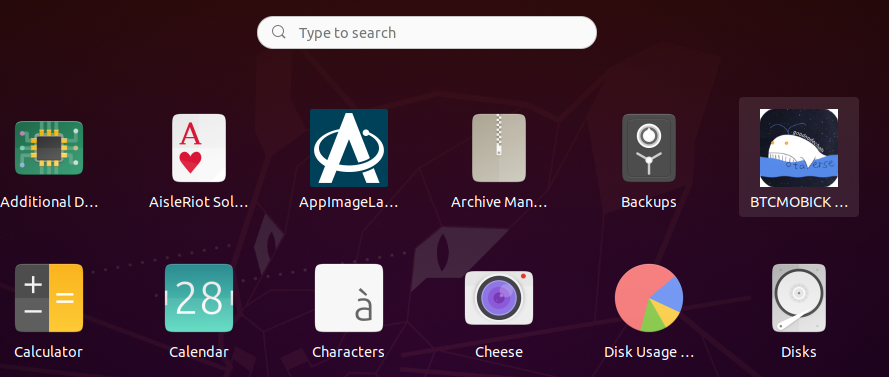 Type to search
Additional D...
AisleRiot Sol...
AppImageLa...
Archive Man...
Backups
BTCMOBICK ...
Calculator
28
Calendar
à
Characters
Cheese
Disk Usage ...
Disks
A